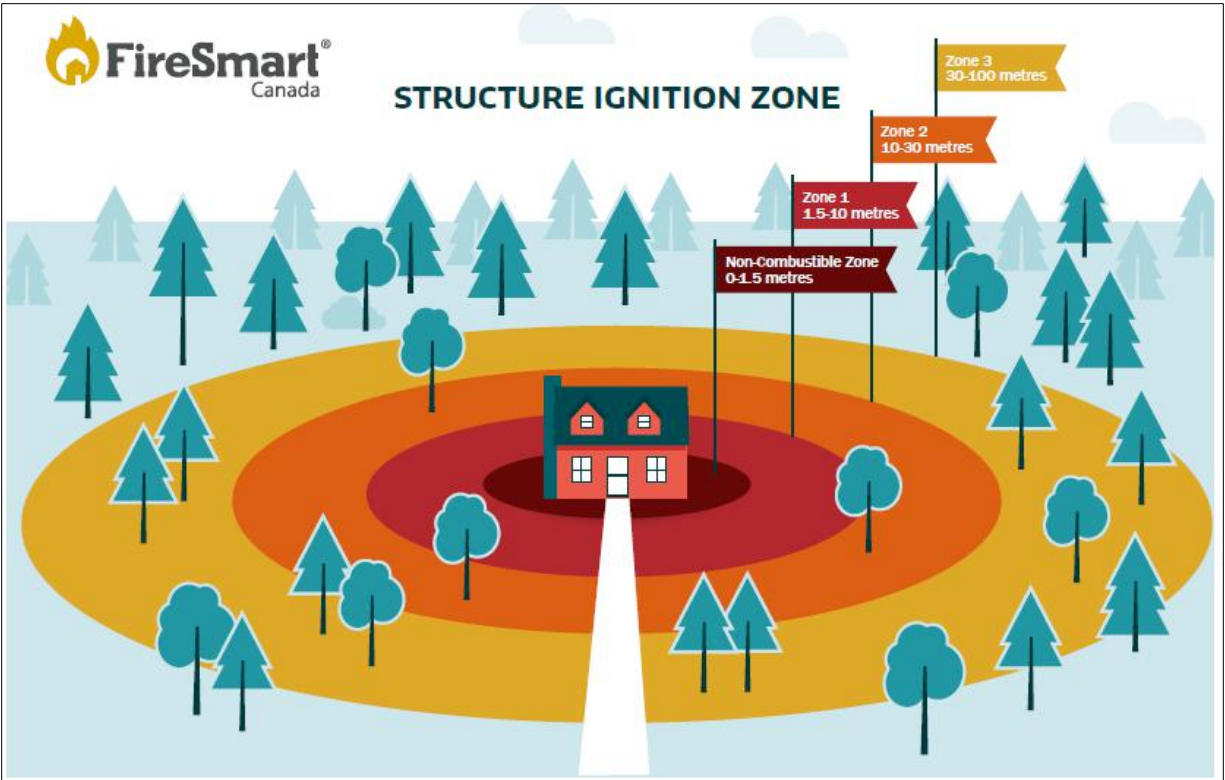 FireSmart®
Canada
STRUCTURE IGNITION ZONE
Zone 3
30-100 metres
Zone 2
10-30 metres
Zone 1
1.5-10 metres
Non-Combustible Zone
0-1.5 metres